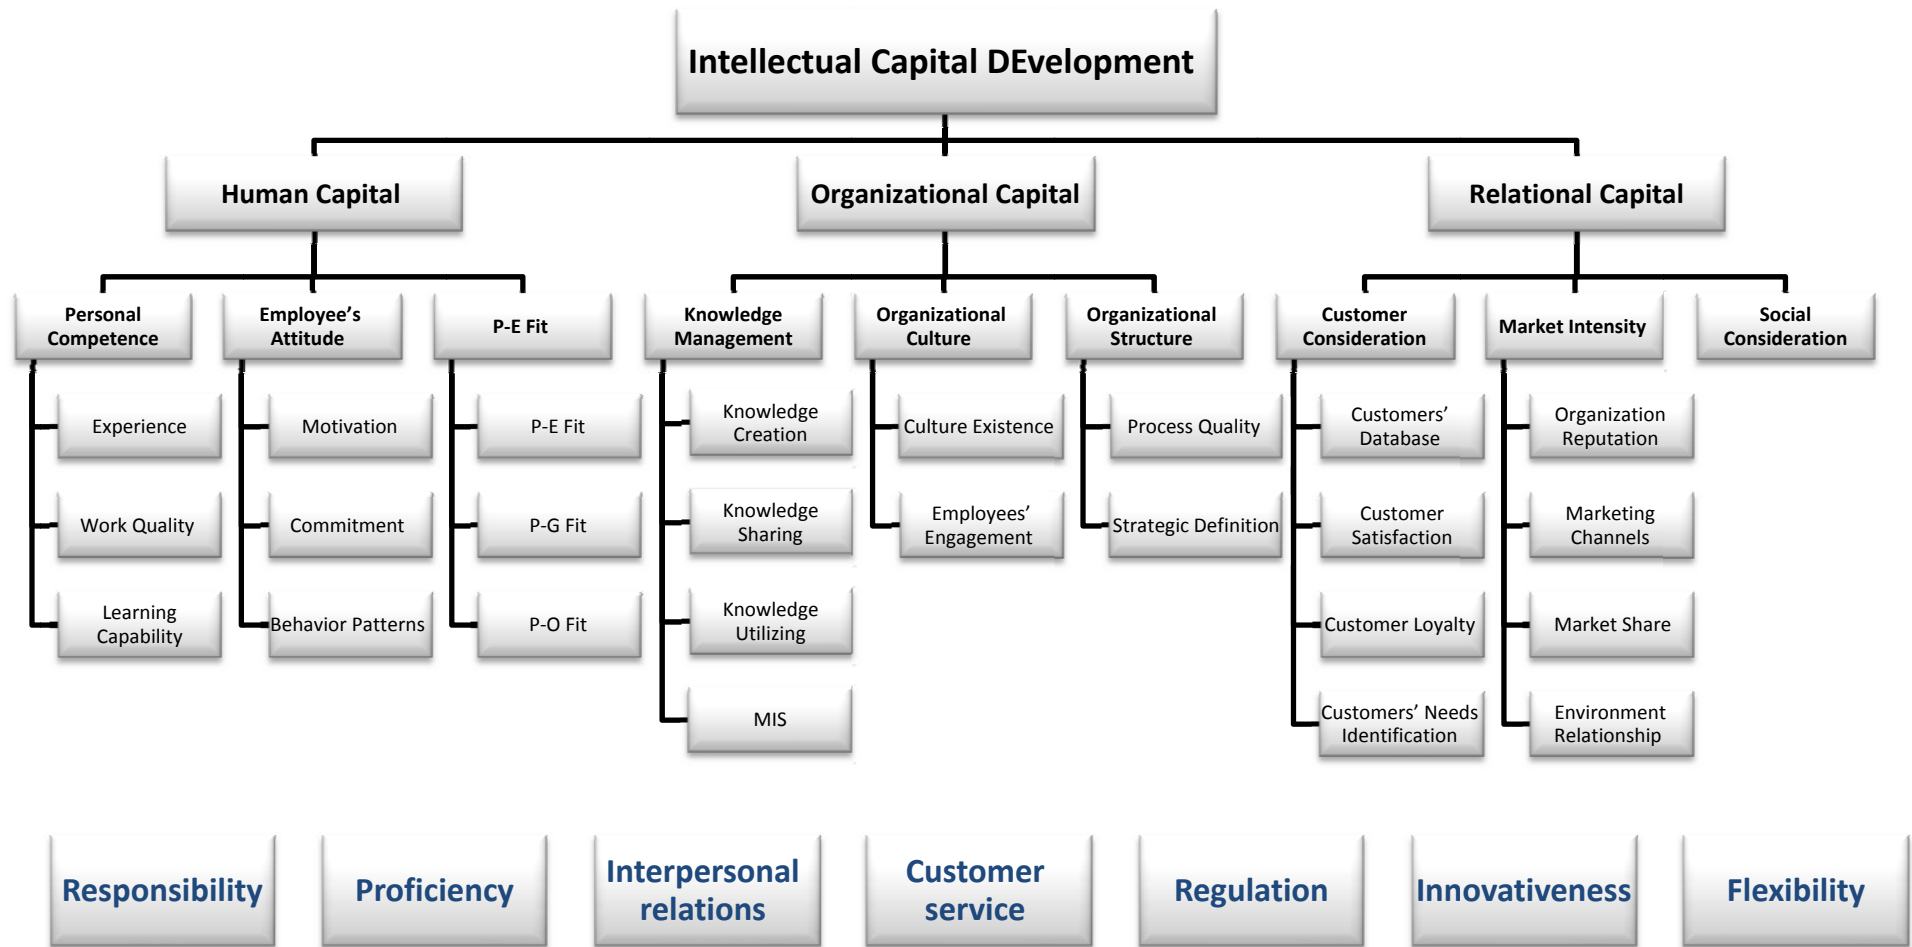 Intellectual Capital DEvelopment
Human Capital
Organizational Capital
Relational Capital
Personal
Competence
Employee’s
Attitude
P-E Fit
Knowledge
Management
Organizational
Culture
Organizational
Structure
Customer
Consideration
Market Intensity
Social
Consideration
Experience
Work Quality
Learning
Capability
Motivation
Commitment
Behavior Patterns
P-E Fit
P-G Fit
P-O Fit
Knowledge
Creation
Knowledge
Sharing
Knowledge
Utilizing
MIS
Culture Existence
Employees’
Engagement
Process Quality
Strategic Definition
Customers’
Database
Customer
Satisfaction
Customer Loyalty
Customers’ Needs
Identification
Organization
Reputation
Marketing
Channels
Market Share
Environment
Relationship
Responsibility
Proficiency
Interpersonal
relations
Customer
service
Regulation
Innovativeness
Flexibility